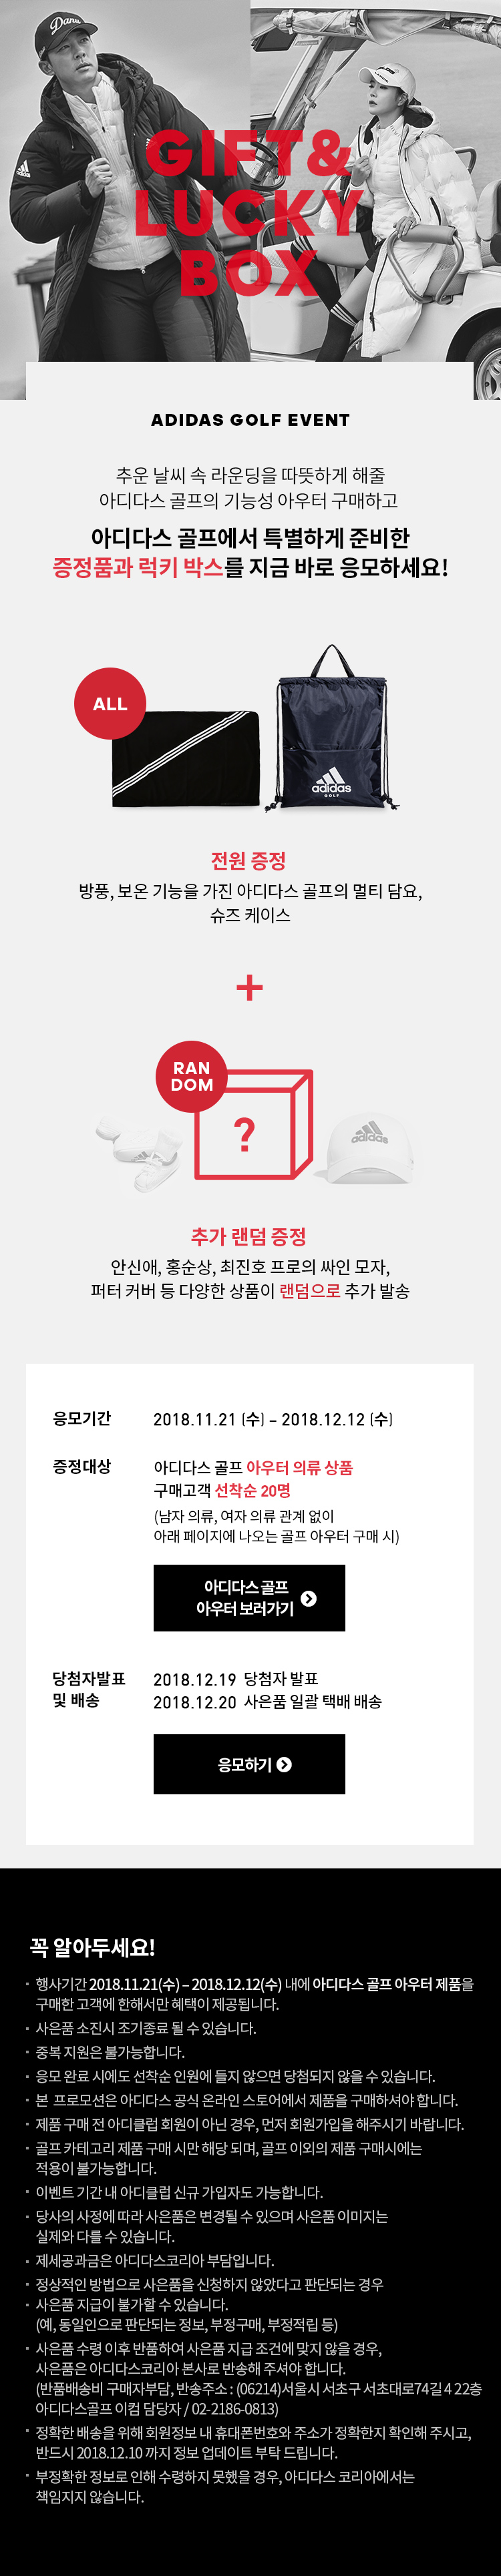 Danu
adidas
GIFT&
LUCKY
BOX
ADIDAS GOLF EVENT
추운 날씨 속 라운딩을 따뜻하게 해줄
아디다스 골프의 기능성 아우터 구매하고
아디다스 골프에서 특별하게 준비한
증정품과 럭키 박스를 지금 바로 응모하세요!
ALL
adidas
GOLF
전원 증정
방풍, 보온 기능을 가진 아디다스 골프의 멀티 담요,
슈즈 케이스
+
RAN
DOM
?
adidas
추가 랜덤 증정
안신애, 홍순상, 최진호 프로의 싸인 모자,
퍼터 커버 등 다양한 상품이 랜덤으로 추가 발송
응모기간 2018.11.21 (수) – 2018.12.12 (수)
증정대상 아디다스 골프 아우터 의류 상품
구매고객 선착순 20명
(남자 의류, 여자 의류 관계 없이
아래 페이지에 나오는 골프 아우터 구매 시)
아디다스골프
아우터 보러가기
당첨자발표 2018.12.19 당첨자 발표
및 배송 2018.12.20 사은품 일괄 택배 배송
응모하기
꼭 알아두세요!
· 행사기간 2018.11.21(수) – 2018.12.12(수) 내에 아디다스 골프 아우터 제품을
구매한 고객에 한해서만 혜택이 제공됩니다.
· 사은품 소진시 조기종료 될 수 있습니다.
· 중복 지원은 불가능합니다.
· 응모 완료 시에도 선착순 인원에 들지 않으면 당첨되지 않을 수 있습니다.
· 본 프로모션은 아디다스 공식 온라인 스토어에서 제품을 구매하셔야 합니다.
· 제품 구매 전 아디클럽 회원이 아닌 경우, 먼저 회원가입을 해주시기 바랍니다.
· 골프 카테고리 제품 구매 시만 해당 되며, 골프 이외의 제품 구매시에는
적용이 불가능합니다.
· 이벤트 기간 내 아디클럽 신규 가입자도 가능합니다.
· 당사의 사정에 따라 사은품은 변경될 수 있으며 사은품 이미지는
실제와 다를 수 있습니다.
· 제세공과금은 아디다스코리아 부담입니다.
· 정상적인 방법으로 사은품을 신청하지 않았다고 판단되는 경우
· 사은품 지급이 불가할 수 있습니다.
(예, 동일인으로 판단되는 정보, 부정구매, 부정적립 등)
· 사은품 수령 이후 반품하여 사은품 지급 조건에 맞지 않을 경우,
사은품은 아디다스코리아 본사로 반송해 주셔야 합니다.
(반품배송비 구매자부담, 반송주소 : (06214)서울시 서초구 서초대로74길 4 22층
아디다스골프 이컴 담당자 / 02-2186-0813)
· 정확한 배송을 위해 회원정보 내 휴대폰번호와 주소가 정확한지 확인해 주시고,
반드시 2018.12.10 까지 정보 업데이트 부탁 드립니다.
· 부정확한 정보로 인해 수령하지 못했을 경우, 아디다스 코리아에서는
책임지지 않습니다.